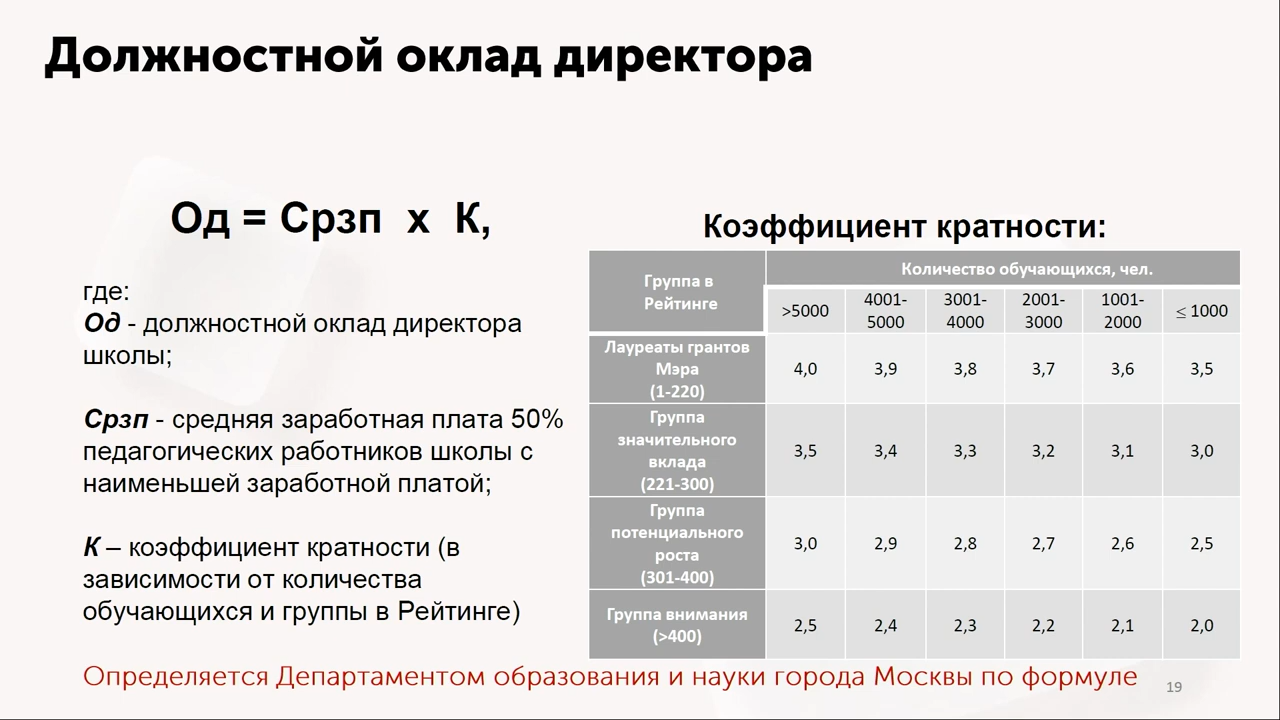 Должностной оклад директора
Од = Срзп х К,
где:
Од - должностной оклад директора
школы;
Срзп - средняя заработная плата 50%
педагогических работников школы с
наименьшей заработной платой;
К – коэффициент кратности (в
зависимости от количества
обучающихся и группы в Рейтинге)
Коэффициент кратности:
Группа в
Рейтинге
Количество обучающихся, чел.
>5000 4001-5000 3001-4000 2001-3000 1001-2000 ≤ 1000
Лауреаты грантов
Мэра
(1-220)
4,0 3,9 3,8 3,7 3,6 3,5
Группа
значительного
вклада
(221-300)
3,5 3,4 3,3 3,2 3,1 3,0
Группа
потенциального
роста
(301-400)
3,0 2,9 2,8 2,7 2,6 2,5
Группа внимания
(>400)
2,5 2,4 2,3 2,2 2,1 2,0
Определяется Департаментом образования и науки города Москвы по формуле
19